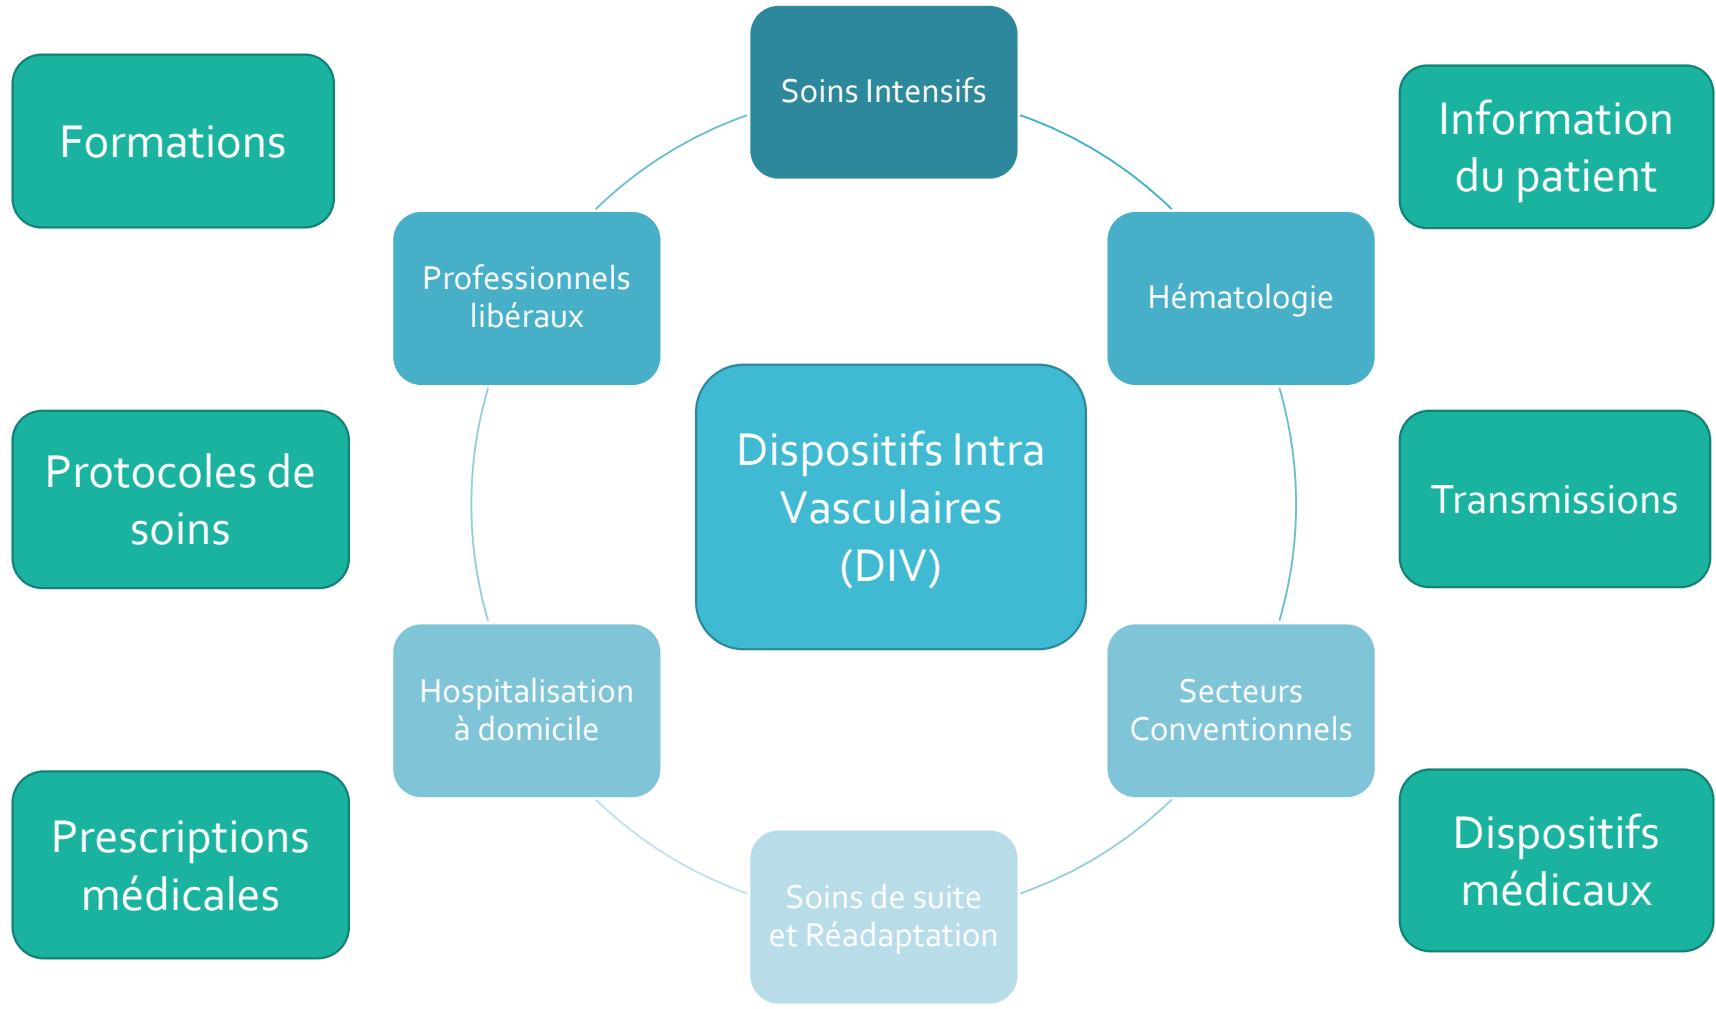 Soins Intensifs
Formations
Information
du patient
Professionnels
libéraux
Hématologie
Dispositifs Intra
Vasculaires
(DIV)
Protocoles de
soins
Transmissions
Hospitalisation
à domicile
Secteurs
Conventionnels
Prescriptions
médicales
Dispositifs
médicaux
Soins de suite
et Réadaptation